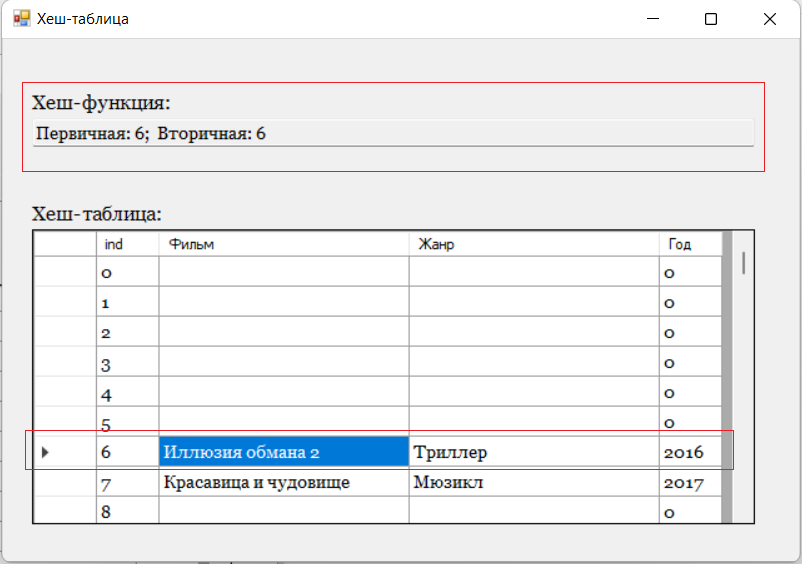 Хеш-таблица
Хеш-функция:
Первичная: 6; Вторичная: 6
Хеш-таблица:
ind Фильм Жанр Год
0 0
1 0
2 0
3 0
4 0
5 0
6 Иллюзия обмана 2 Триллер 2016
7 Красавица и чудовище Мюзикл 2017
8 0